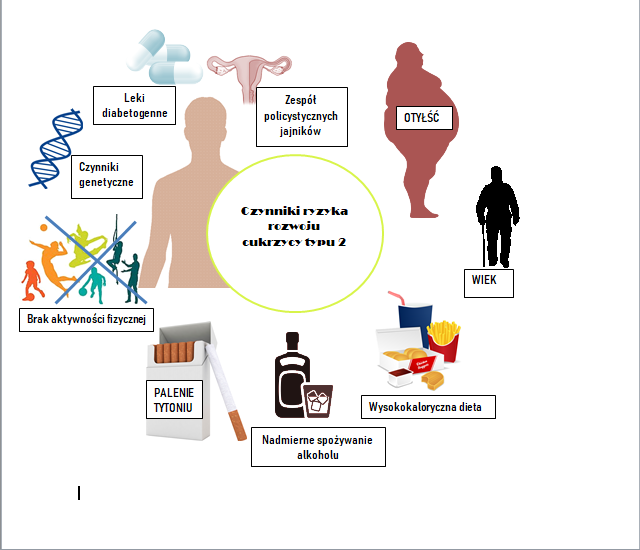 Leki
diabetogenne
Zespół
policystycznych
jajników
OTYŁŚĆ
Czynniki
genetyczne
Czynniki ryzyka
rozwoju
cukrzycy typu 2
WIEK
Brak aktywności fizycznej
PALENIE
TYTONIU
Wysokokaloryczna dieta
Nadmierne spożywanie
alkoholu